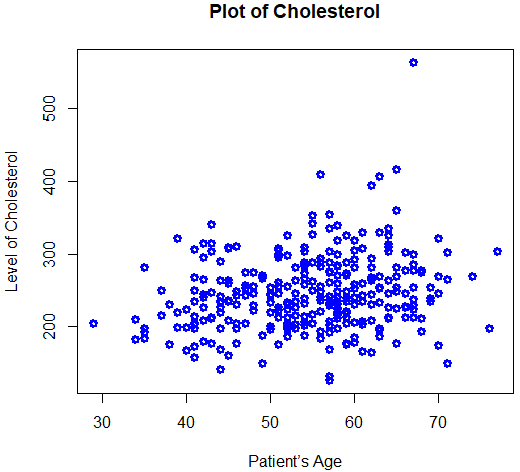 Plot of Cholesterol
Level of Cholesterol
500
400
300
200
30 40 50 60 70
Patient's Age